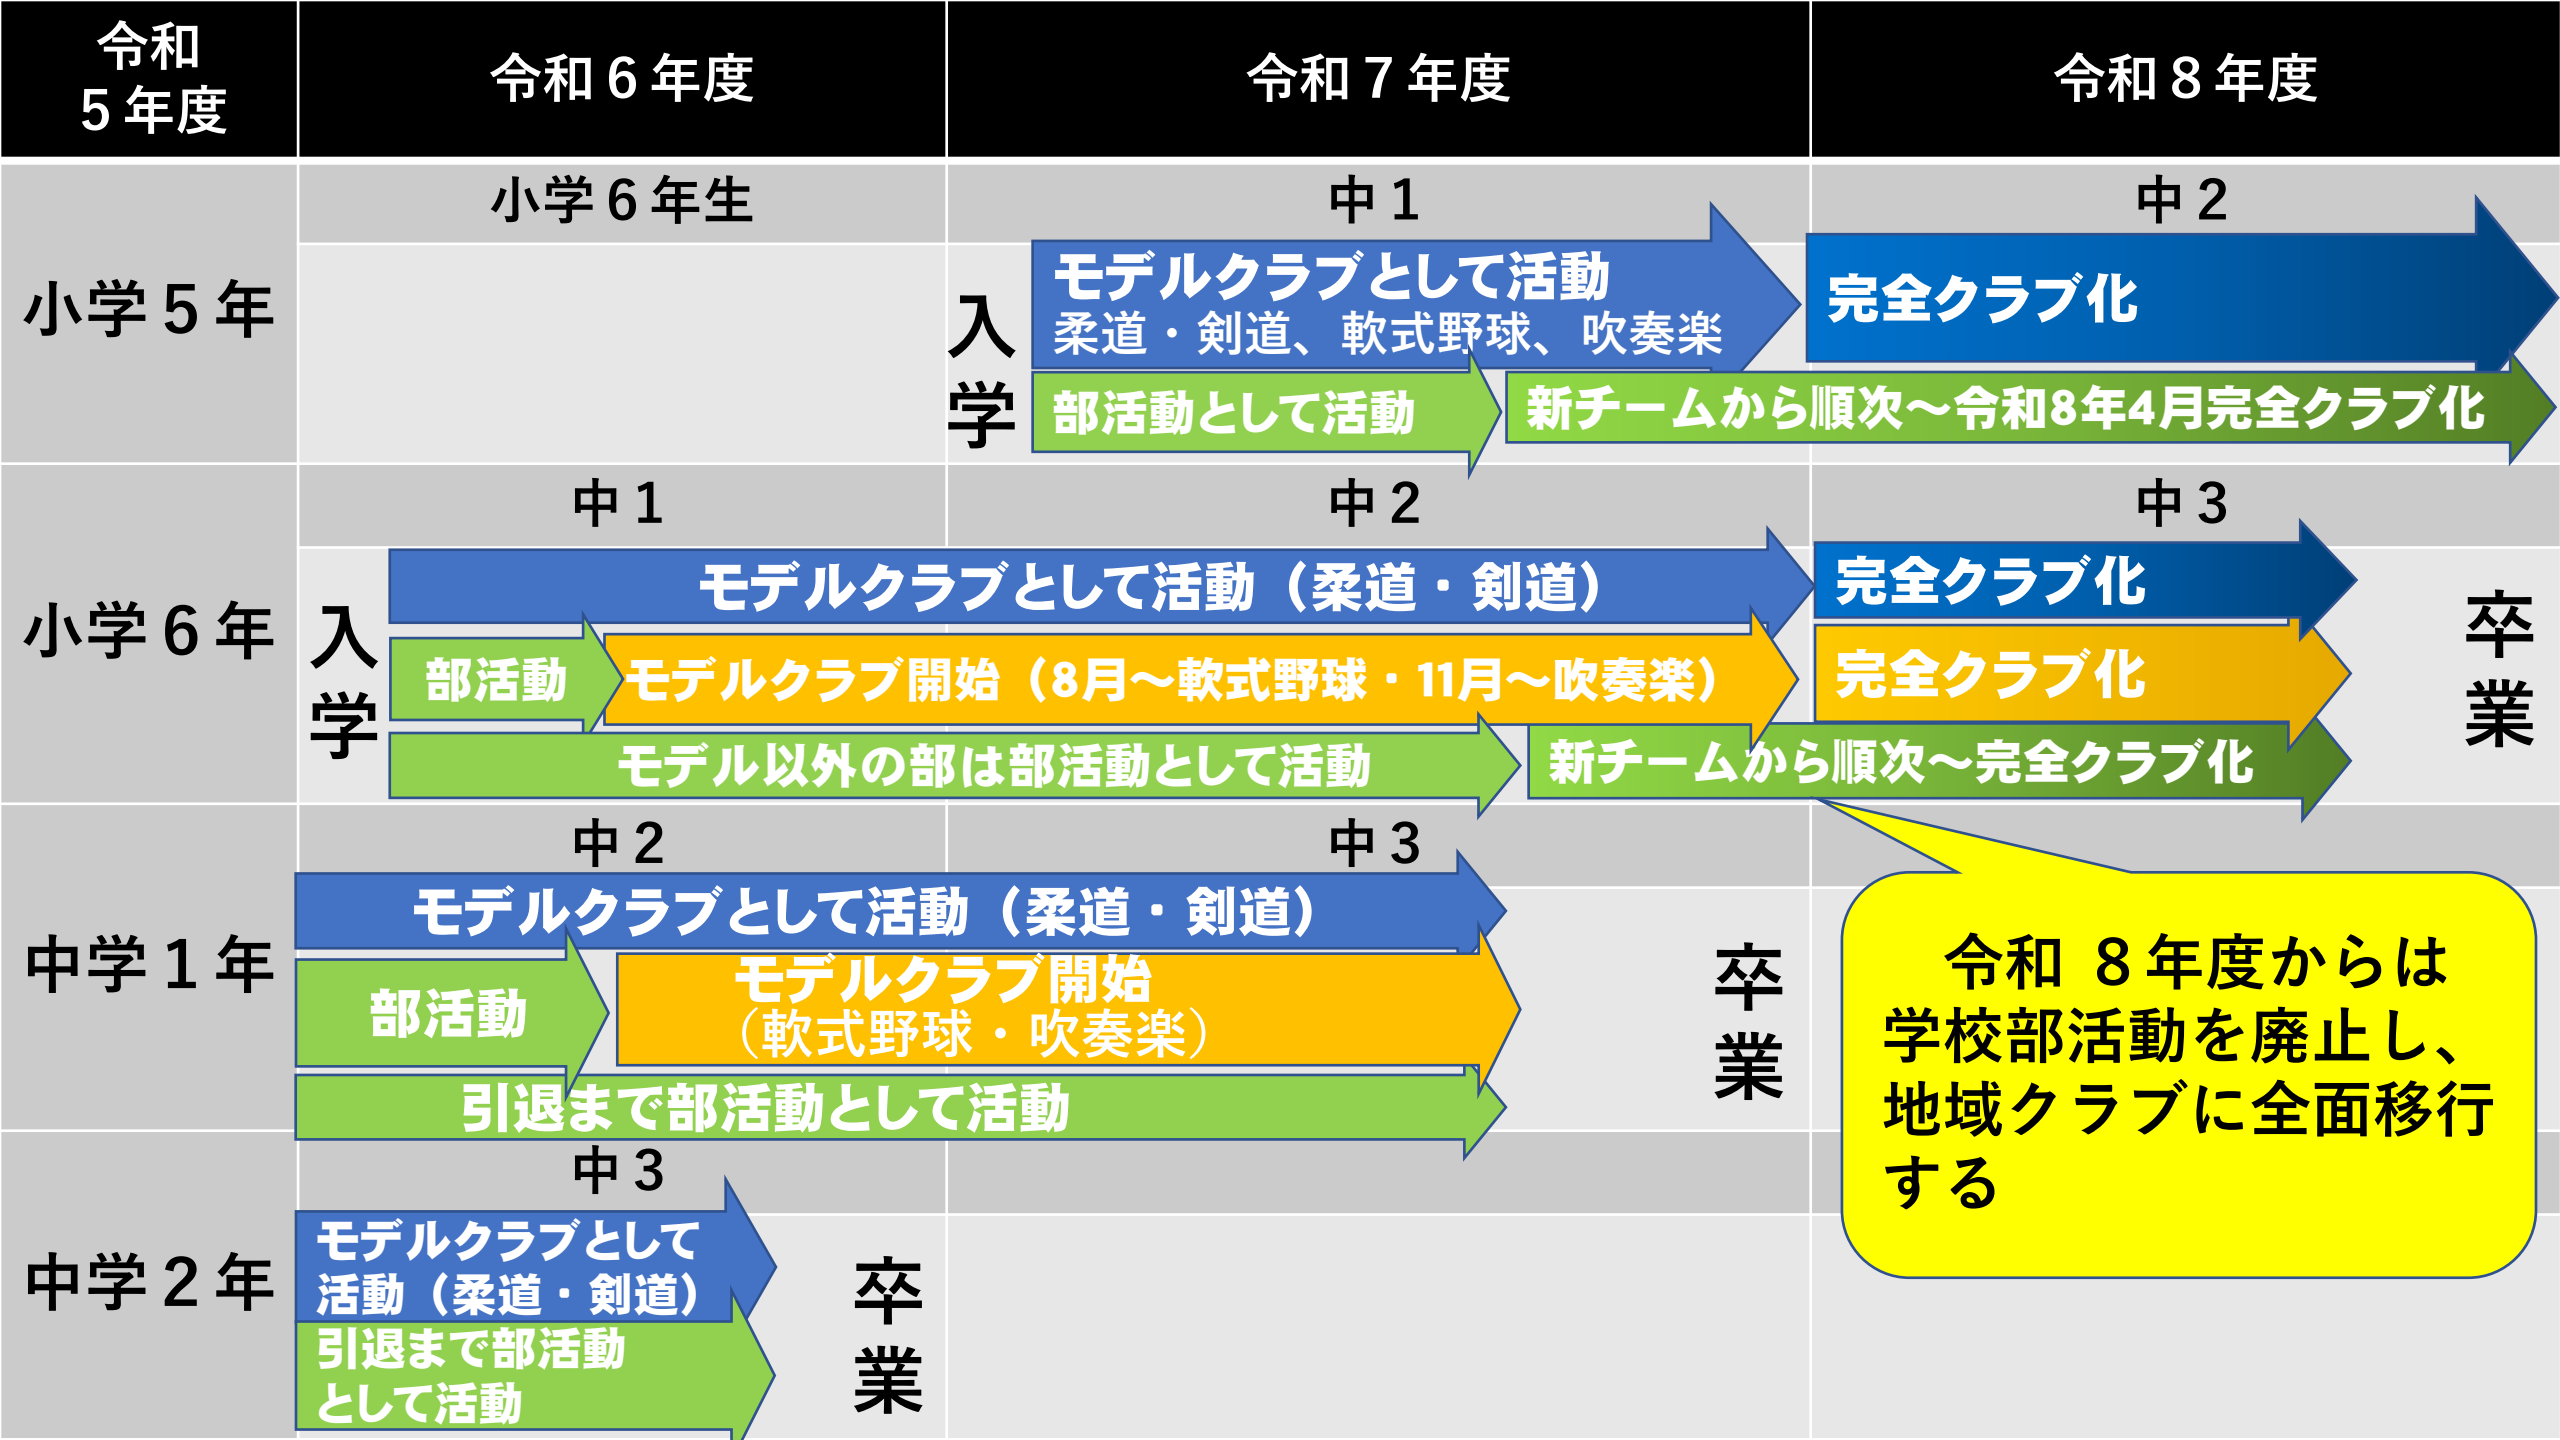 令和
５年度
令和６年度
令和７年度
令和８年度
小学５年
小学６年生
中１
中２
入学
モデルクラブとして活動
柔道・剣道、軟式野球、吹奏楽
完全クラブ化
部活動として活動
新チームから順次～令和8年4月完全クラブ化
小学６年
中１
中２
中３
入学
モデルクラブとして活動（柔道・剣道）
完全クラブ化
部活動
モデルクラブ開始（8月～軟式野球・11月～吹奏楽）
完全クラブ化
モデル以外の部は部活動として活動
新チームから順次～完全クラブ化
卒業
中学１年
中２
中３
モデルクラブとして活動（柔道・剣道）
部活動
モデルクラブ開始
（軟式野球・吹奏楽）
引退まで部活動として活動
卒業
令和 ８年度からは
学校部活動を廃止し、
地域クラブに全面移行
する
中学２年
中３
モデルクラブとして
活動（柔道・剣道）
引退まで部活動
として活動
卒業